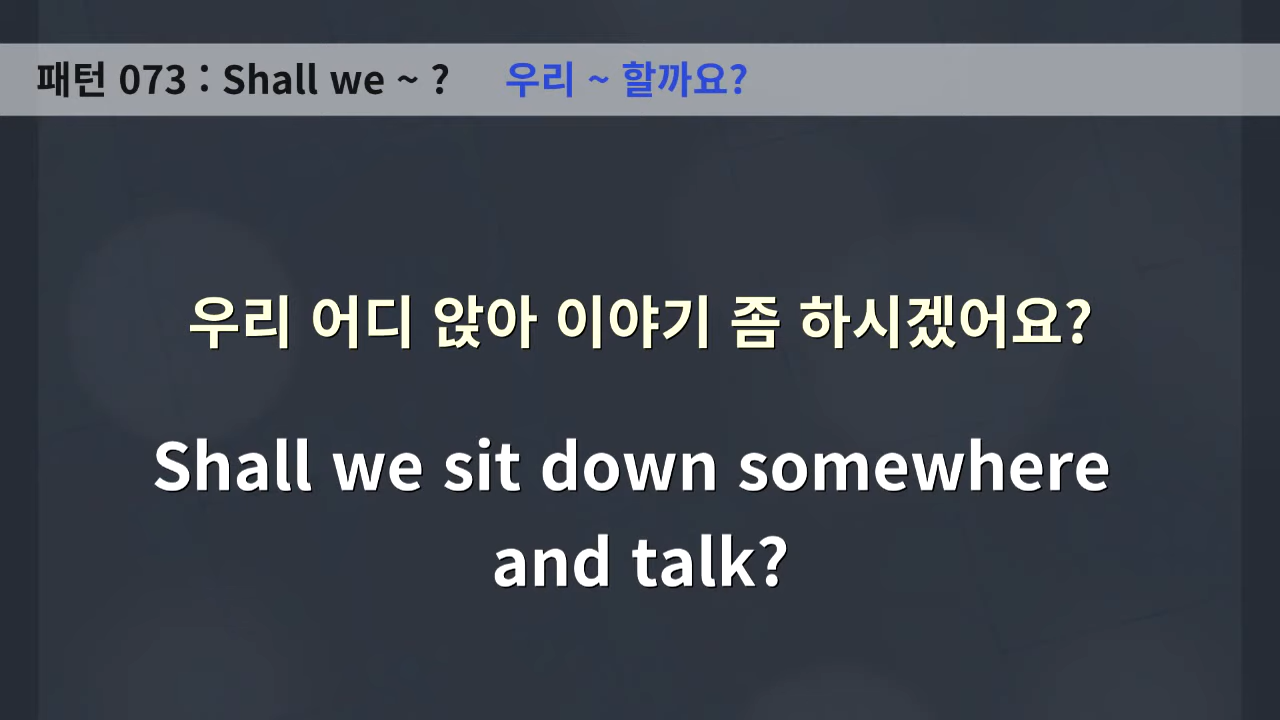 패턴 073 : Shall we ~ ? 우리 ~ 할까요?
우리 어디 앉아 이야기 좀 하시겠어요?
Shall we sit down somewhere
and talk?